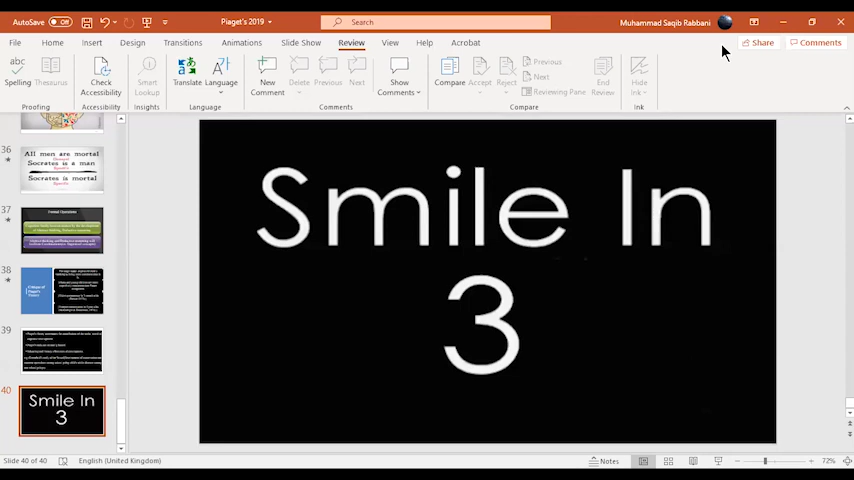 AutoSave Off Piaget's 2019 Search Muhammad Saqib Rabbani
File Home Insert Design Transitions Animations Slide Show Review View Help Acrobat Share Comments
Spelling Thesaurus Check Accessibility Smart Lookup Translate Language New Comment Delete Previous Next Show Comments Compare Accept Reject Previous Next Reviewing Pane End Review Hide Ink
Proofing Accessibility Insights Language Comments Compare Ink
36
All men are mortal
Socrates is a man
Socrates is mortal
37
Formal Operations
38
Critique of Piaget's Theory
39
40
Smile In
3
Smile In
3
Slide 40 of 40 English (United Kingdom) Notes 72%